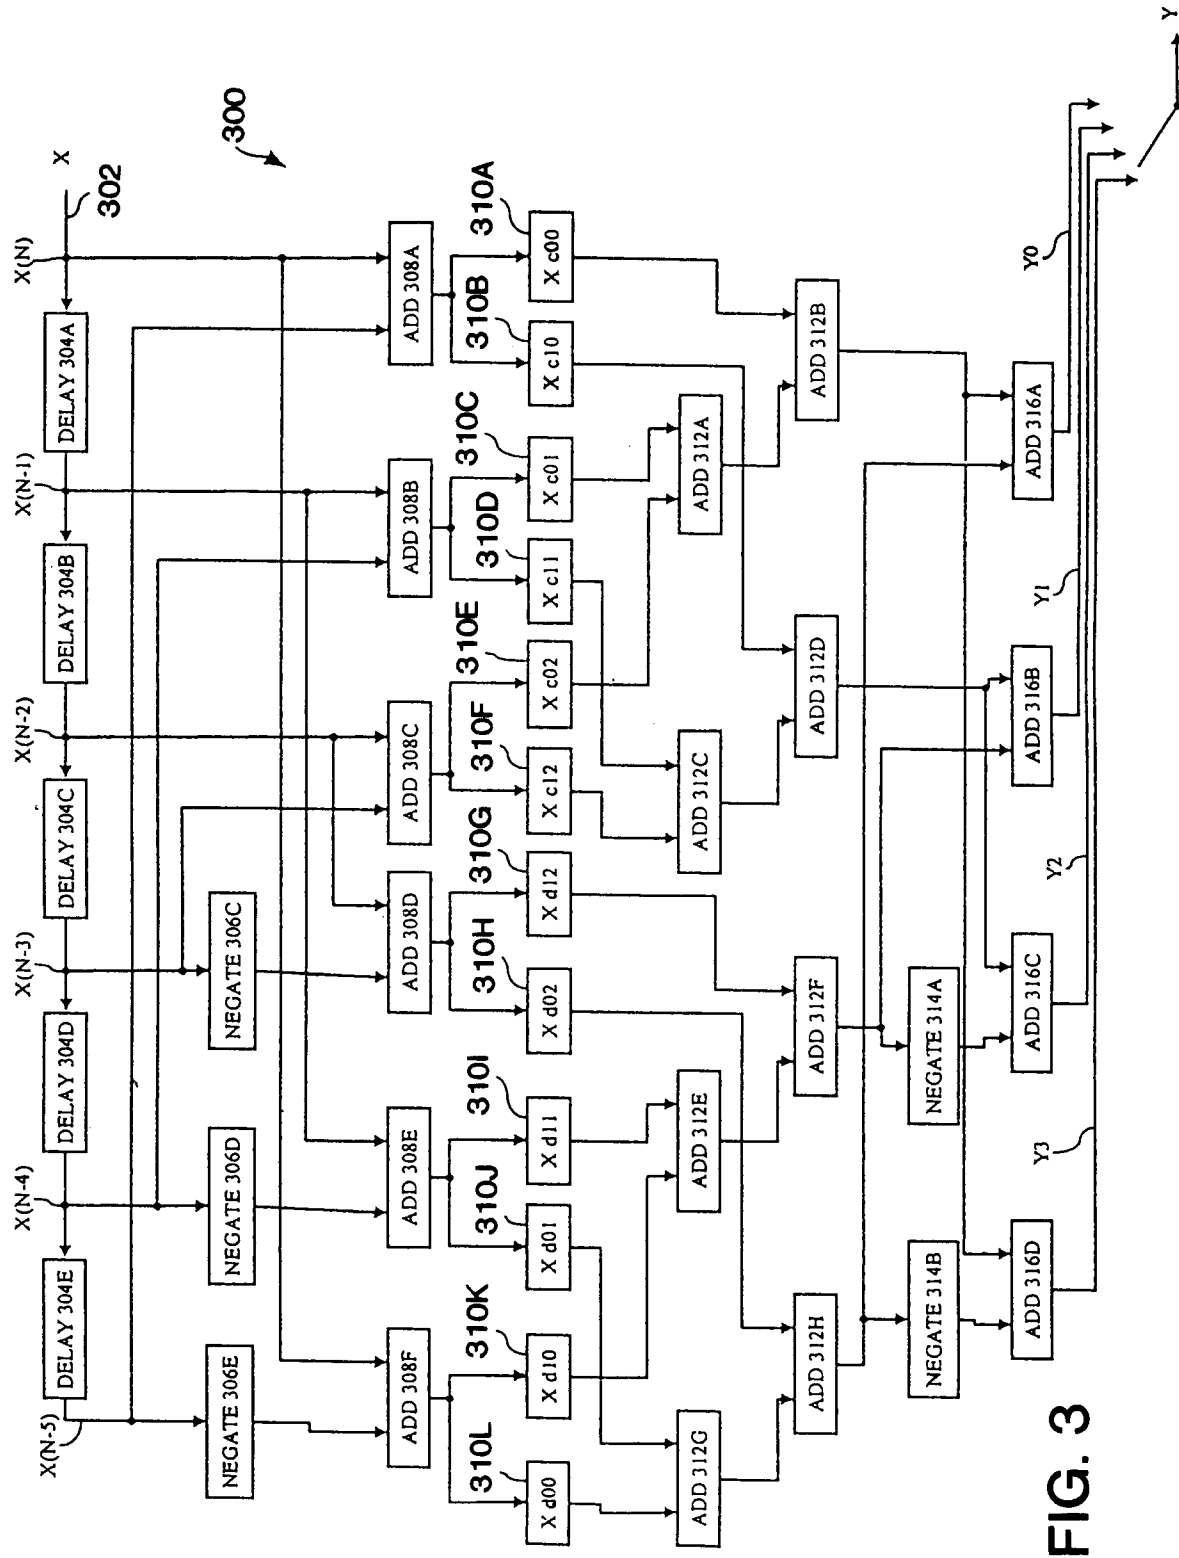 X
302
300
X(N)
X(N-1)
X(N-2)
X(N-3)
X(N-4)
X(N-5)
DELAY 304A
DELAY 304B
DELAY 304C
DELAY 304D
DELAY 304E
NEGATE 306C
NEGATE 306D
NEGATE 306E
ADD 308A
ADD 308B
ADD 308C
ADD 308D
ADD 308E
ADD 308F
310A
310B
310C
310D
310E
310F
310G
310H
310I
310J
310K
310L
X c00
X c10
X c01
X c11
X c02
X c12
X d12
X d02
X d11
X d01
X d10
X d00
ADD 312A
ADD 312C
ADD 312E
ADD 312G
ADD 312B
ADD 312D
ADD 312F
ADD 312H
NEGATE 314A
NEGATE 314B
ADD 316A
ADD 316B
ADD 316C
ADD 316D
Y0
Y1
Y2
Y3
Y
FIG. 3